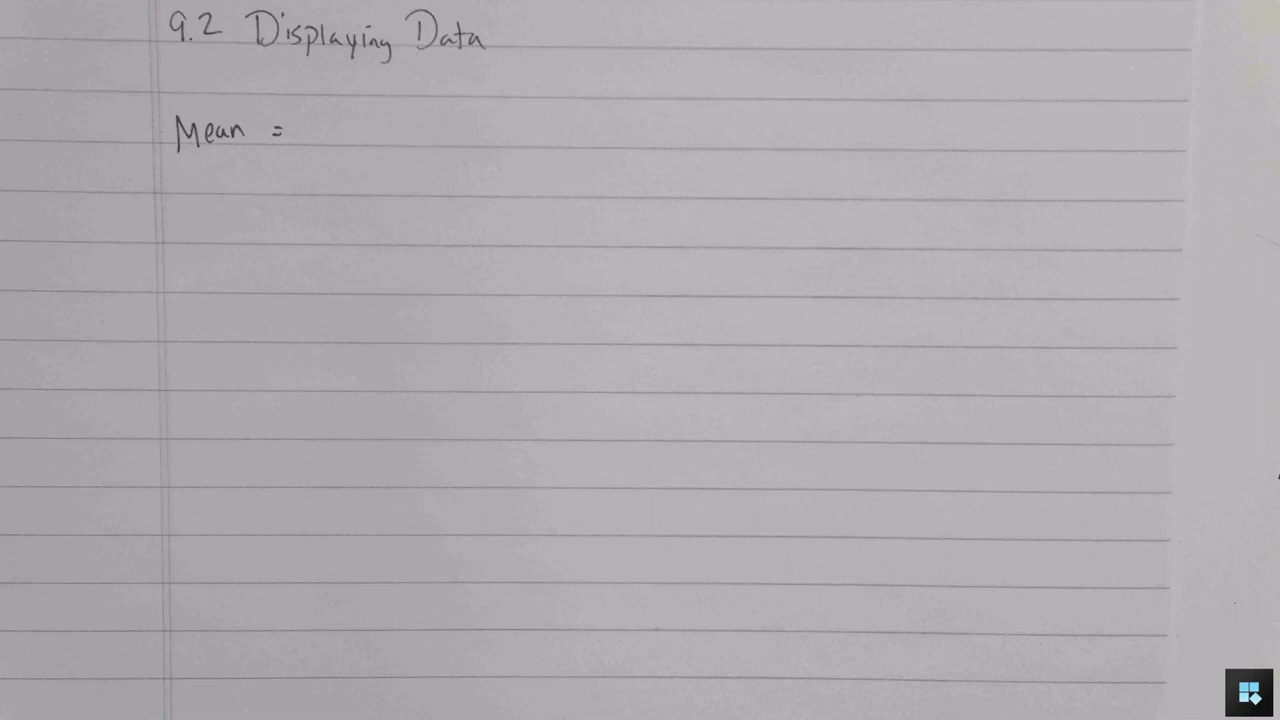 9.2 Displaying Data
Mean =